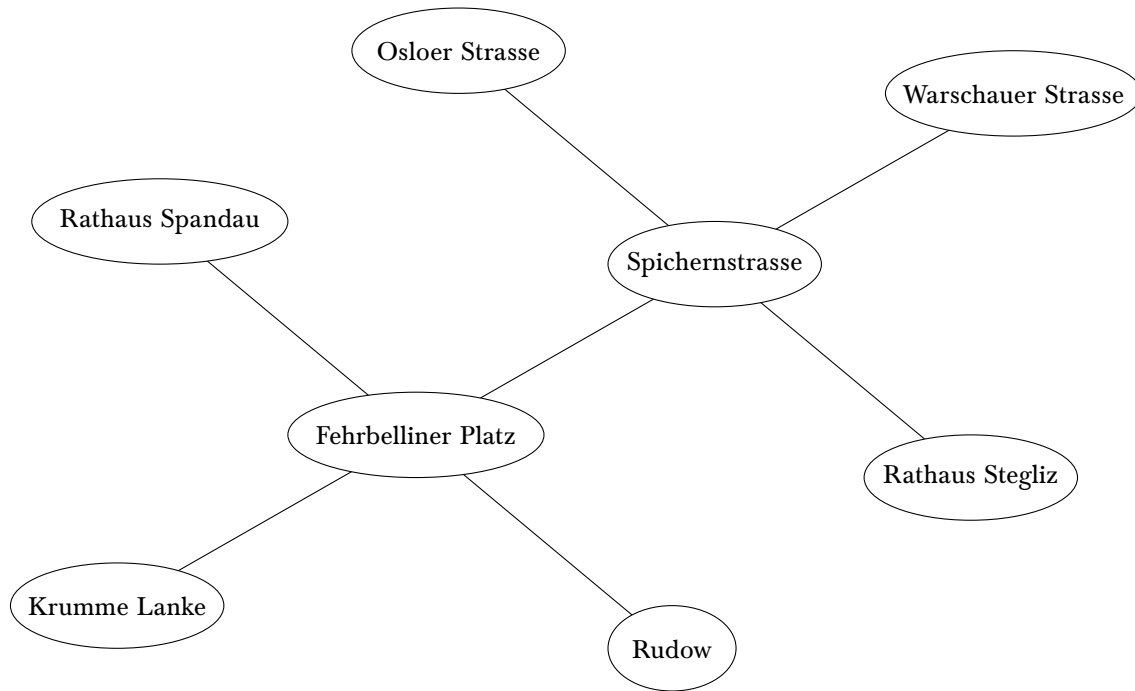 Osloer Strasse
Warschauer Strasse
Rathaus Spandau
Spichernstrasse
Fehrbelliner Platz
Rathaus Stegliz
Krumme Lanke
Rudow